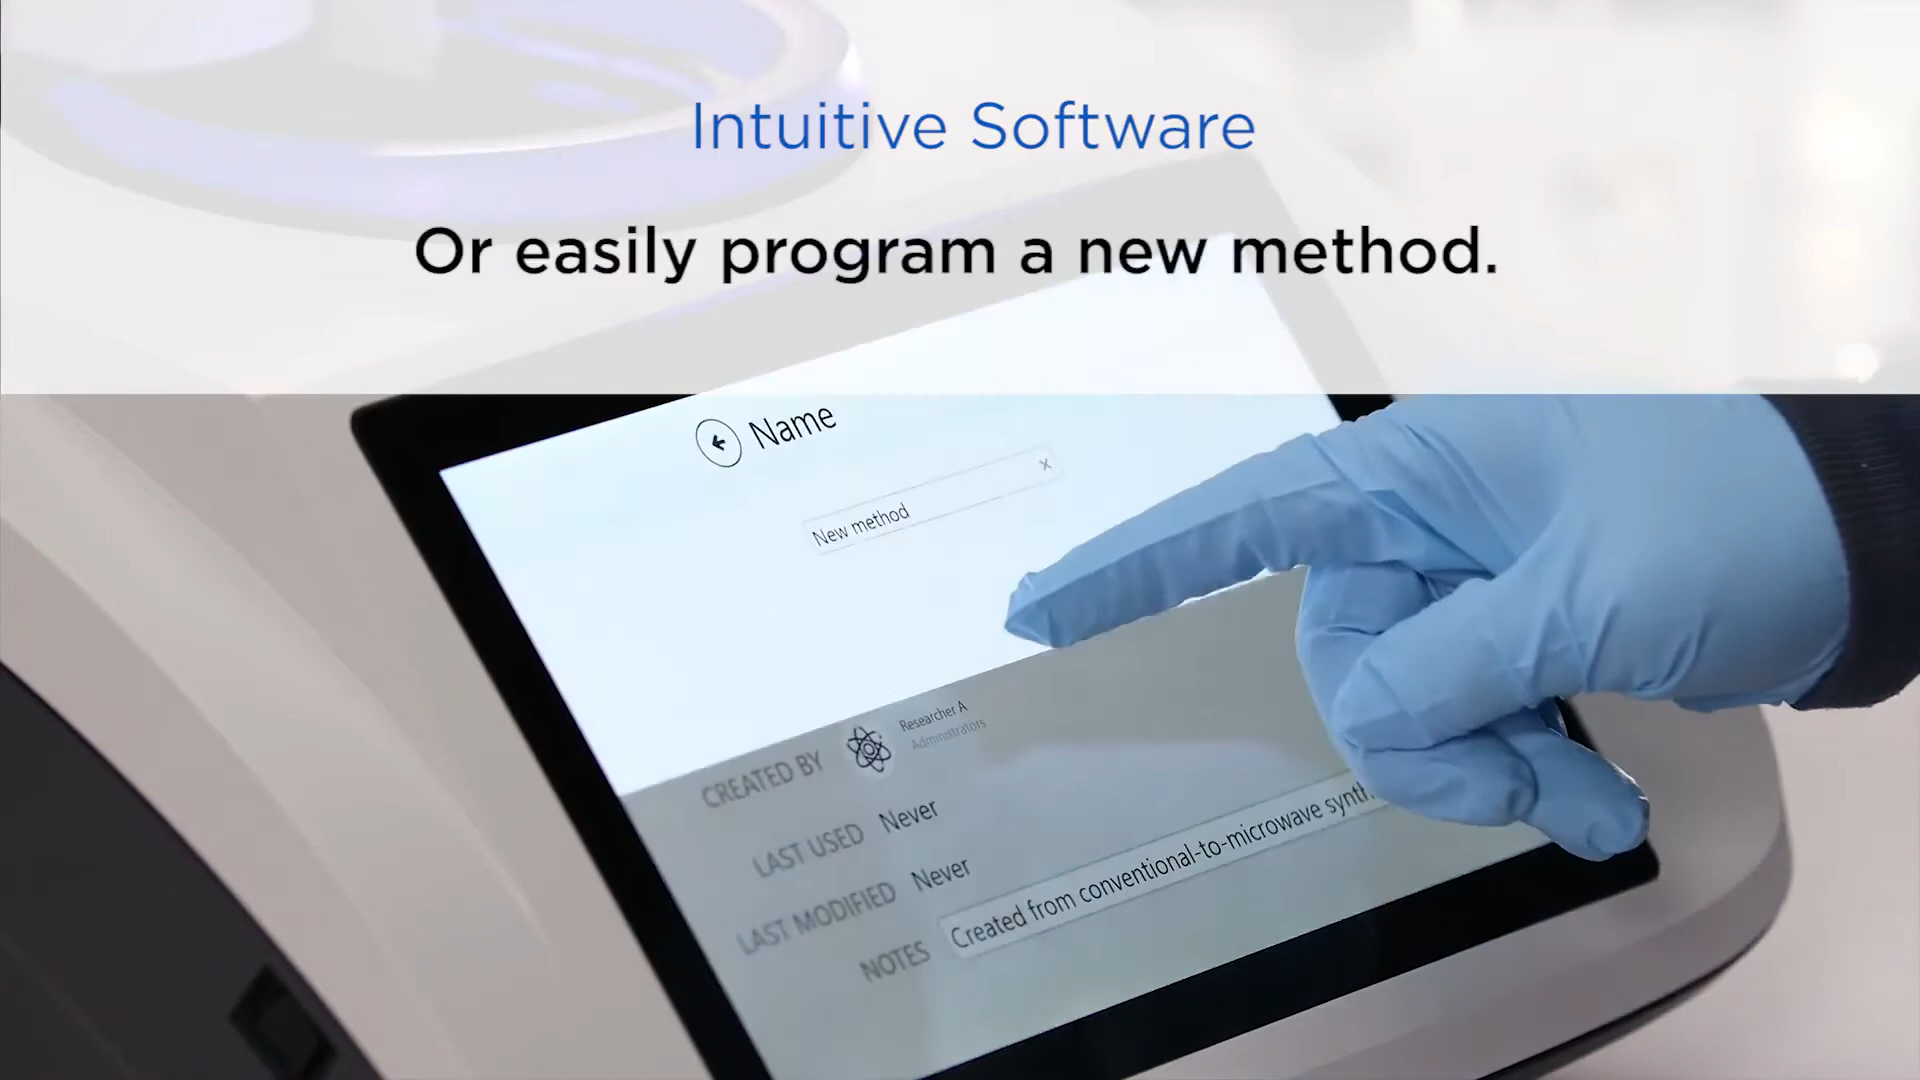 Intuitive Software
Or easily program a new method.
Name
New method
CREATED BY
Researcher A
Administrators
LAST USED Never
LAST MODIFIED Never
NOTES Created from conventional-to-microwave synth